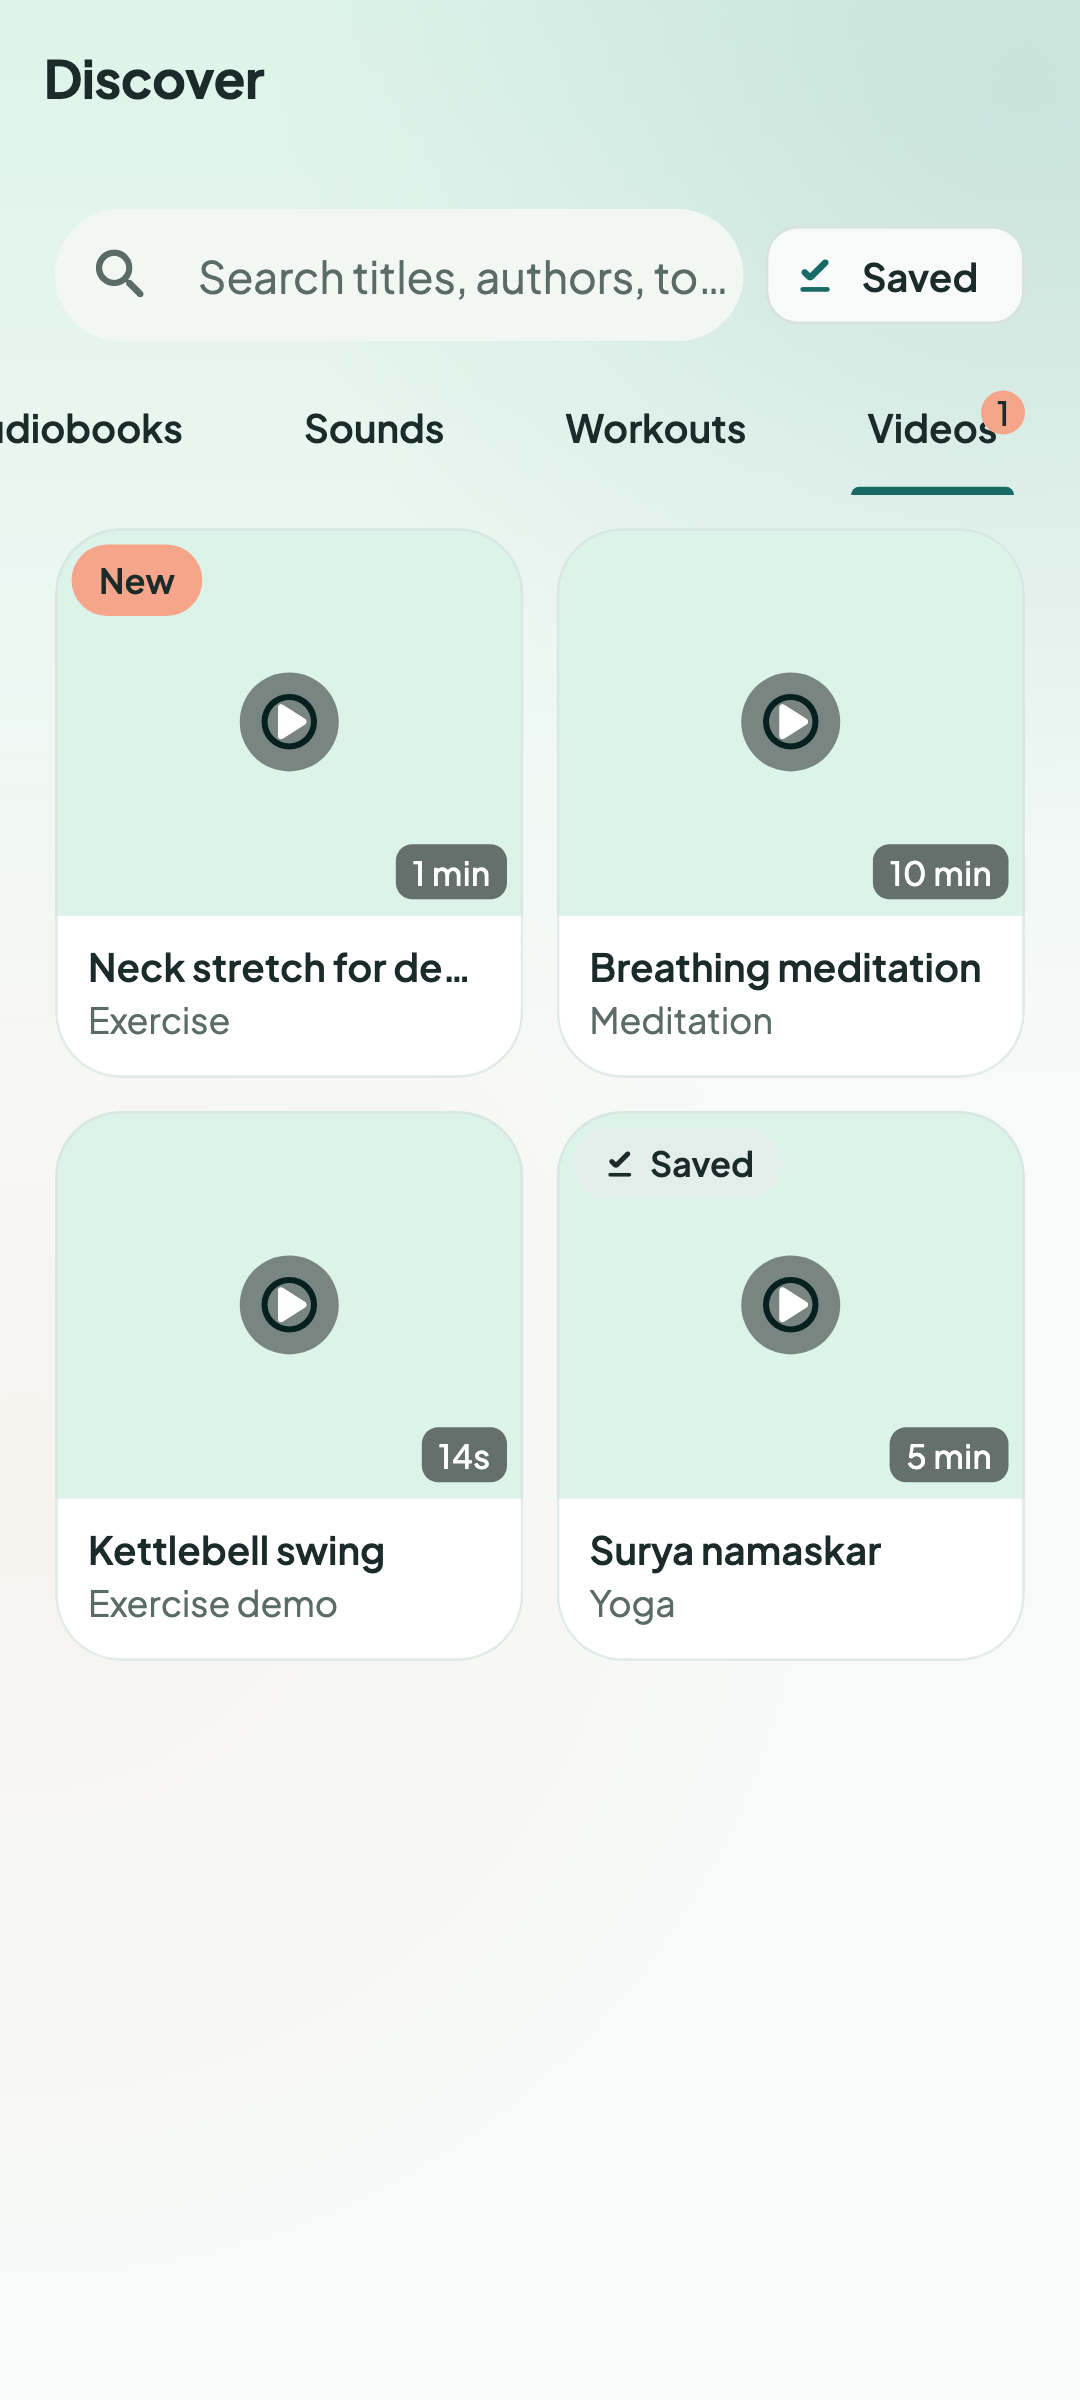 Discover
Search titles, authors, to...
Saved
udiobooks Sounds Workouts Videos 1
New
1 min
10 min
Neck stretch for de...
Exercise
Breathing meditation
Meditation
Saved
14s
5 min
Kettlebell swing
Exercise demo
Surya namaskar
Yoga